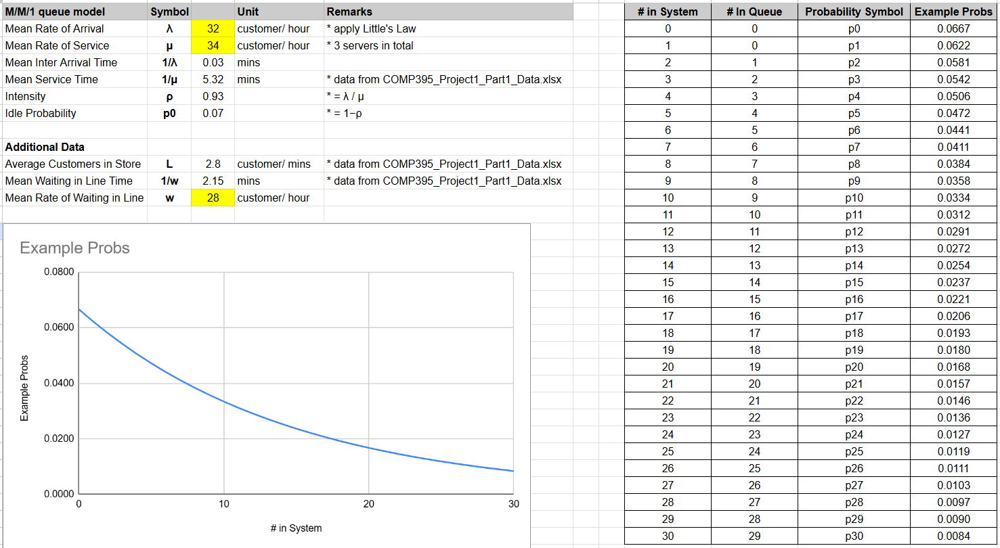 M/M/1 queue model Symbol Unit Remarks
Mean Rate of Arrival λ 32 customer/ hour * apply Little's Law
Mean Rate of Service μ 34 customer/ hour * 3 servers in total
Mean Inter Arrival Time 1/λ 0.03 mins
Mean Service Time 1/μ 5.32 mins * data from COMP395_Project1_Part1_Data.xlsx
Intensity ρ 0.93 * = λ / μ
Idle Probability p0 0.07 * = 1−ρ
Additional Data
Average Customers in Store L 2.8 customer/ mins * data from COMP395_Project1_Part1_Data.xlsx
Mean Waiting in Line Time 1/w 2.15 mins * data from COMP395_Project1_Part1_Data.xlsx
Mean Rate of Waiting in Line w 28 customer/ hour
Example Probs
0.0800
0.0600
0.0400
0.0200
0.0000
Example Probs
0 10 20 30
# in System
# in System # In Queue Probability Symbol Example Probs
0 0 p0 0.0667
1 0 p1 0.0622
2 1 p2 0.0581
3 2 p3 0.0542
4 3 p4 0.0506
5 4 p5 0.0472
6 5 p6 0.0441
7 6 p7 0.0411
8 7 p8 0.0384
9 8 p9 0.0358
10 9 p10 0.0334
11 10 p11 0.0312
12 11 p12 0.0291
13 12 p13 0.0272
14 13 p14 0.0254
15 14 p15 0.0237
16 15 p16 0.0221
17 16 p17 0.0206
18 17 p18 0.0193
19 18 p19 0.0180
20 19 p20 0.0168
21 20 p21 0.0157
22 21 p22 0.0146
23 22 p23 0.0136
24 23 p24 0.0127
25 24 p25 0.0119
26 25 p26 0.0111
27 26 p27 0.0103
28 27 p28 0.0097
29 28 p29 0.0090
30 29 p30 0.0084